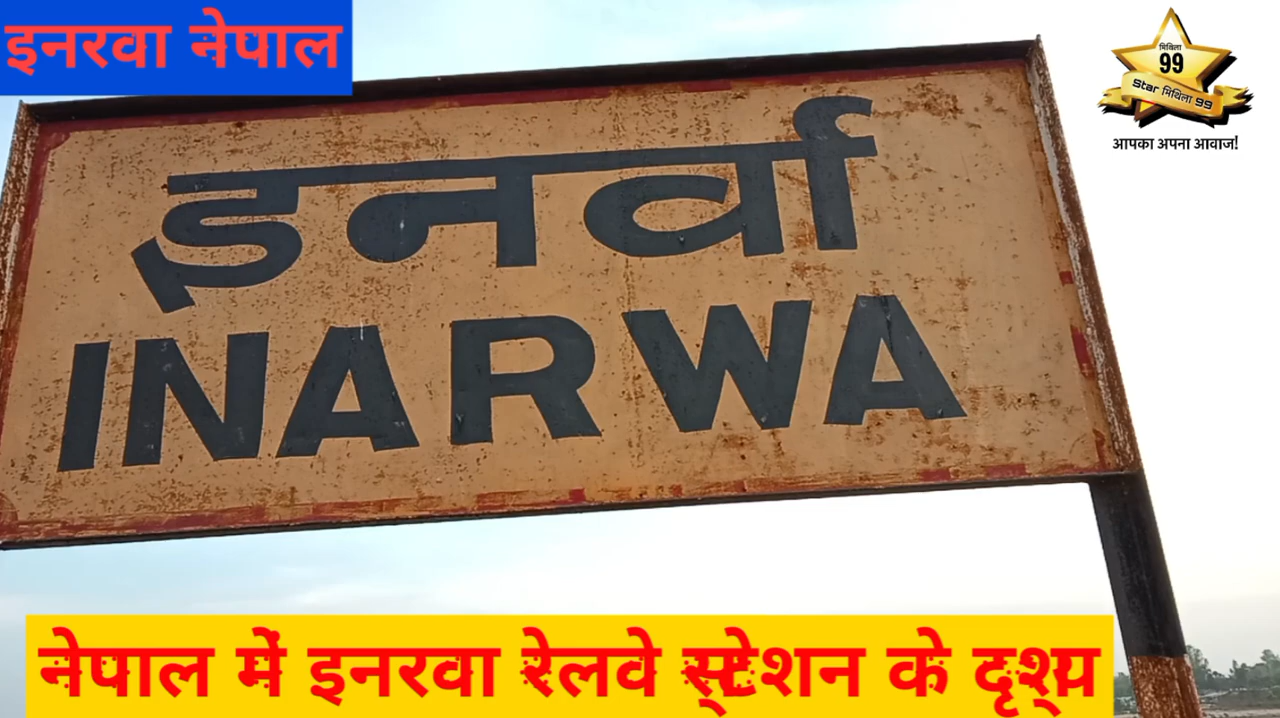 इनरवा नेपाल
मिथिला
99
Star मिथिला 99
आपका अपना आवाज!
इनर्वा
INARWA
नेपाल में इनरवा रेलवे स्टेशन के दृश्य